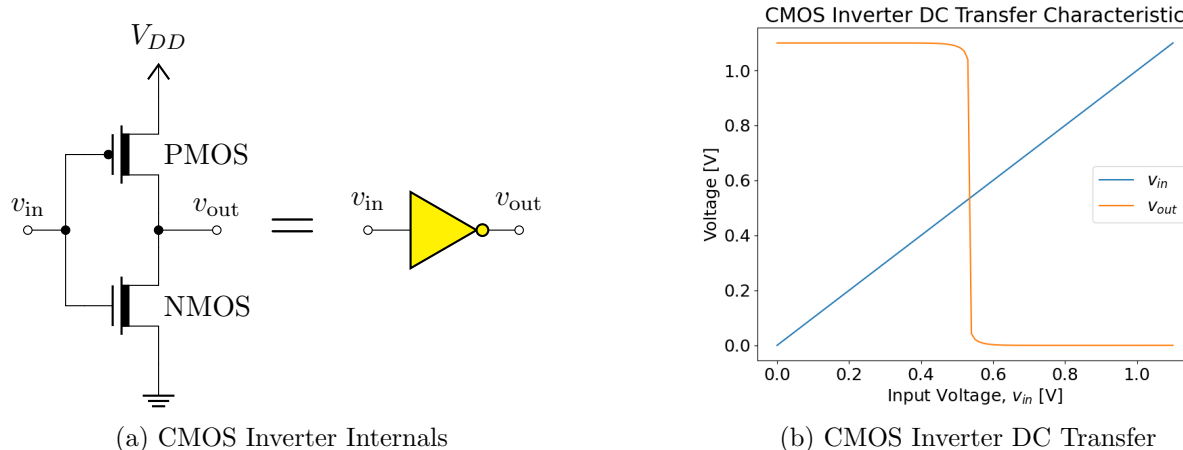 V_DD
PMOS
v_in
v_out
NMOS
=
v_in
v_out
(a) CMOS Inverter Internals
CMOS Inverter DC Transfer Characteristic
Voltage [V]
1.0
0.8
0.6
0.4
0.2
0.0
v_in
v_out
0.0 0.2 0.4 0.6 0.8 1.0
Input Voltage, v_in [V]
(b) CMOS Inverter DC Transfer